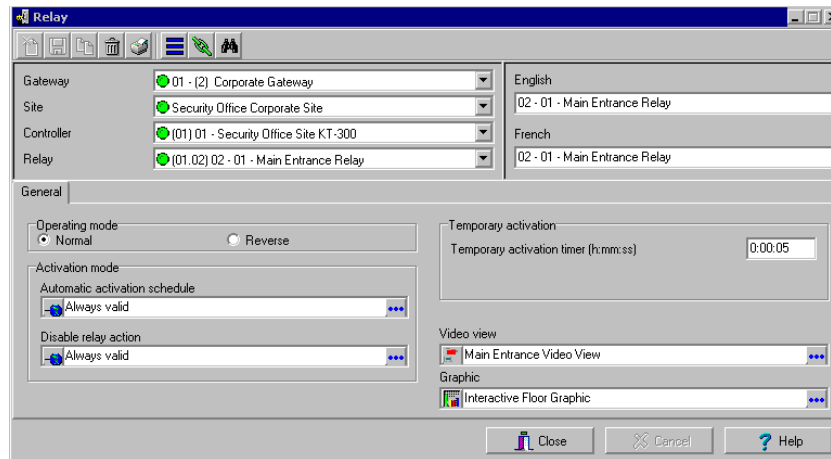 Relay
Gateway
01 - (2) Corporate Gateway
Site
Security Office Corporate Site
Controller
(01) 01 - Security Office Site KT-300
Relay
(01.02) 02 - 01 - Main Entrance Relay
English
02 - 01 - Main Entrance Relay
French
02 - 01 - Main Entrance Relay
General
Operating mode
Normal
Reverse
Activation mode
Automatic activation schedule
Always valid
Disable relay action
Always valid
Temporary activation
Temporary activation timer (h:mm:ss)
0:00:05
Video view
Main Entrance Video View
Graphic
Interactive Floor Graphic
Close
Cancel
Help